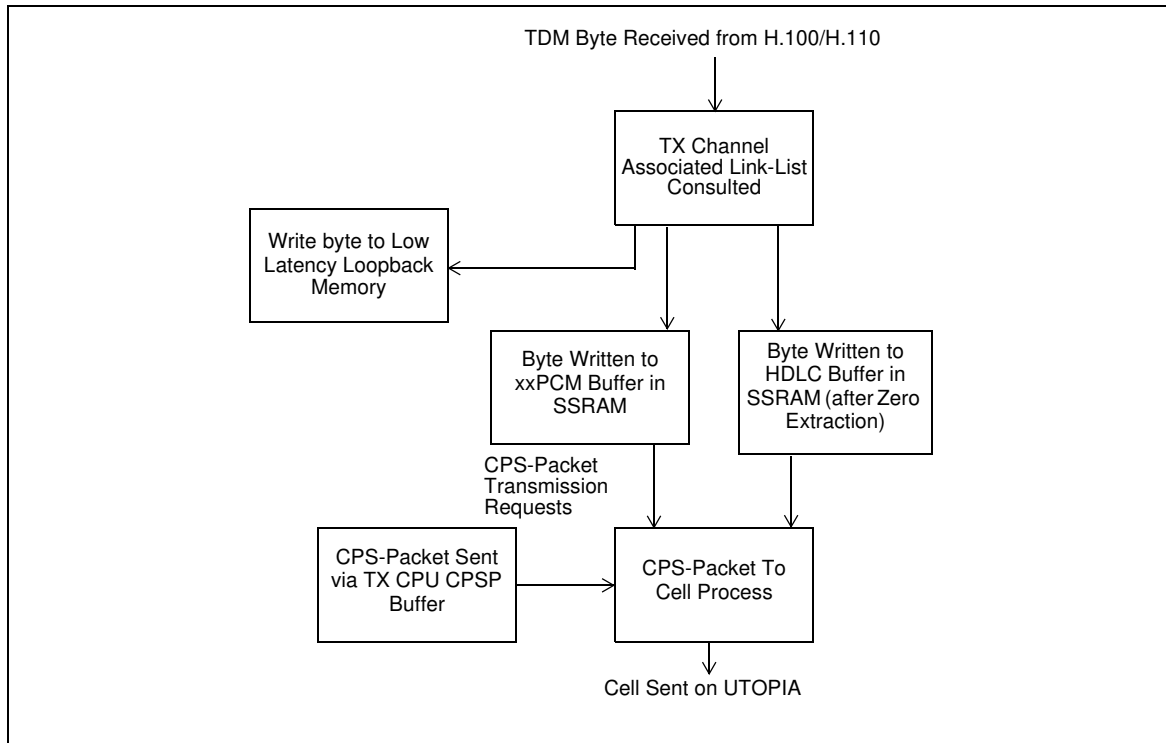 TDM Byte Received from H.100/H.110
TX Channel
Associated Link-List
Consulted
Write byte to Low
Latency Loopback
Memory
Byte Written to
xxPCM Buffer in
SSRAM
Byte Written to
HDLC Buffer in
SSRAM (after Zero
Extraction)
CPS-Packet
Transmission
Requests
CPS-Packet Sent
via TX CPU CPSP
Buffer
CPS-Packet To
Cell Process
Cell Sent on UTOPIA